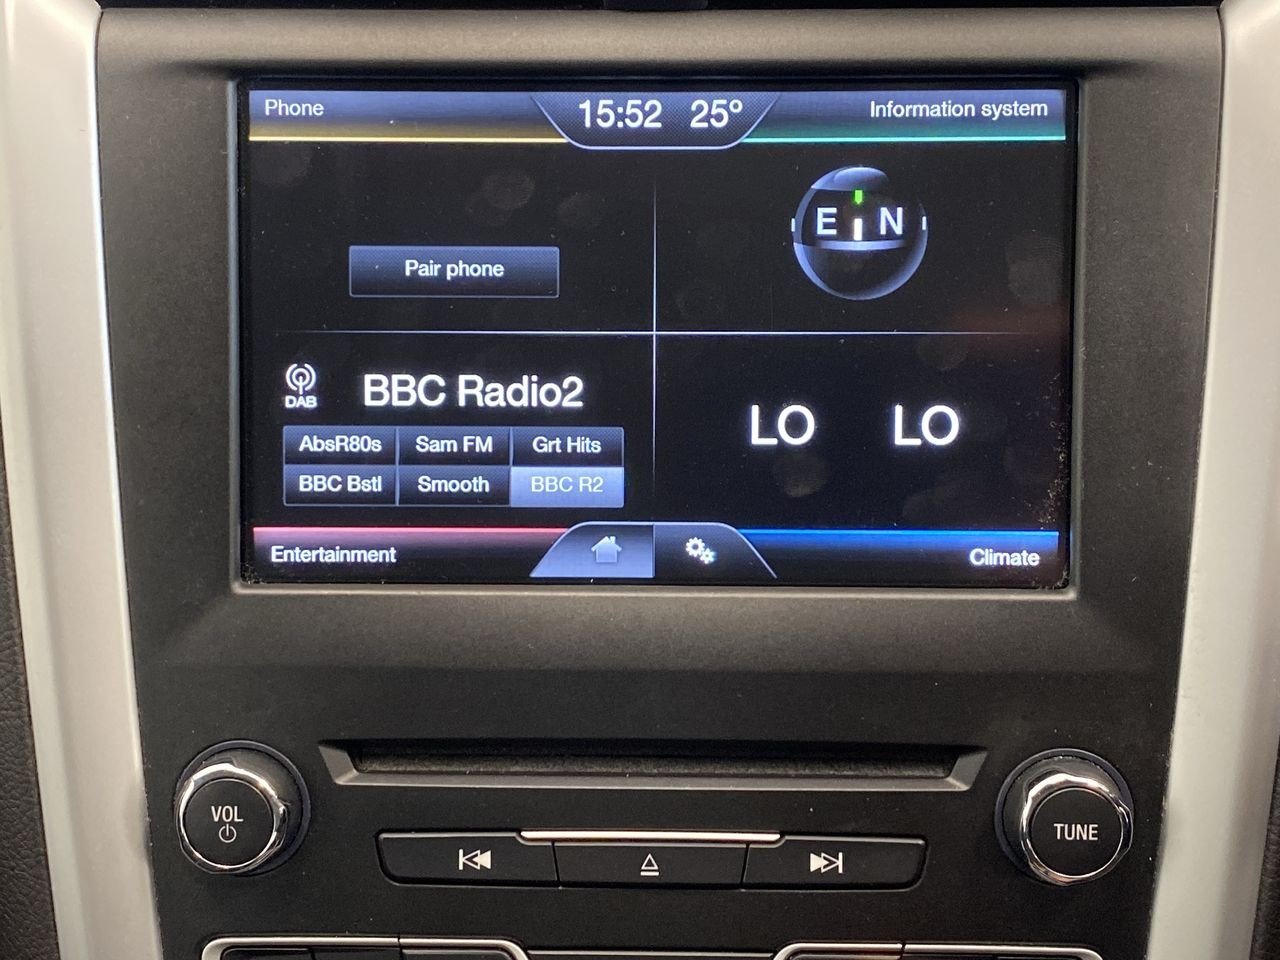 Phone
15:52 25°
Information system
Pair phone
E N
DAB
BBC Radio2
AbsR80s Sam FM Grt Hits
BBC Bstl Smooth BBC R2
LO LO
Entertainment
Climate
VOL
TUNE